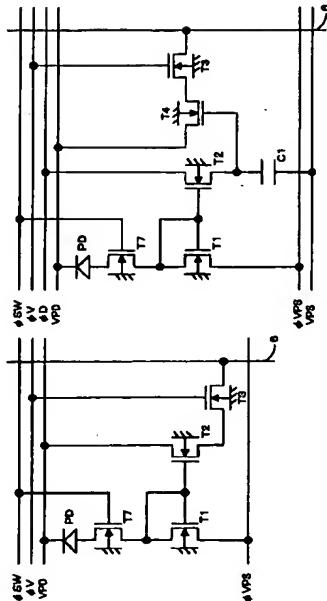 φSW
φV
φD
VPD
PD
T7
T1
T2
T4
T3
C1
φVPS
VPS
6
φSW
φV
VPD
PD
T7
T1
T2
T3
φVPS
6